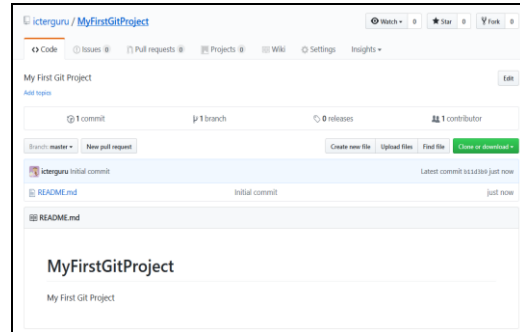 icterguru / MyFirstGitProject
Watch 0 Star 0 Fork 0
Code Issues 0 Pull requests 0 Projects 0 Wiki Settings Insights
My First Git Project
Edit
Add topics
1 commit 1 branch 0 releases 1 contributor
Branch: master New pull request Create new file Upload files Find file Clone or download
icterguru Initial commit Latest commit just now
README.md Initial commit just now
README.md
MyFirstGitProject
My First Git Project